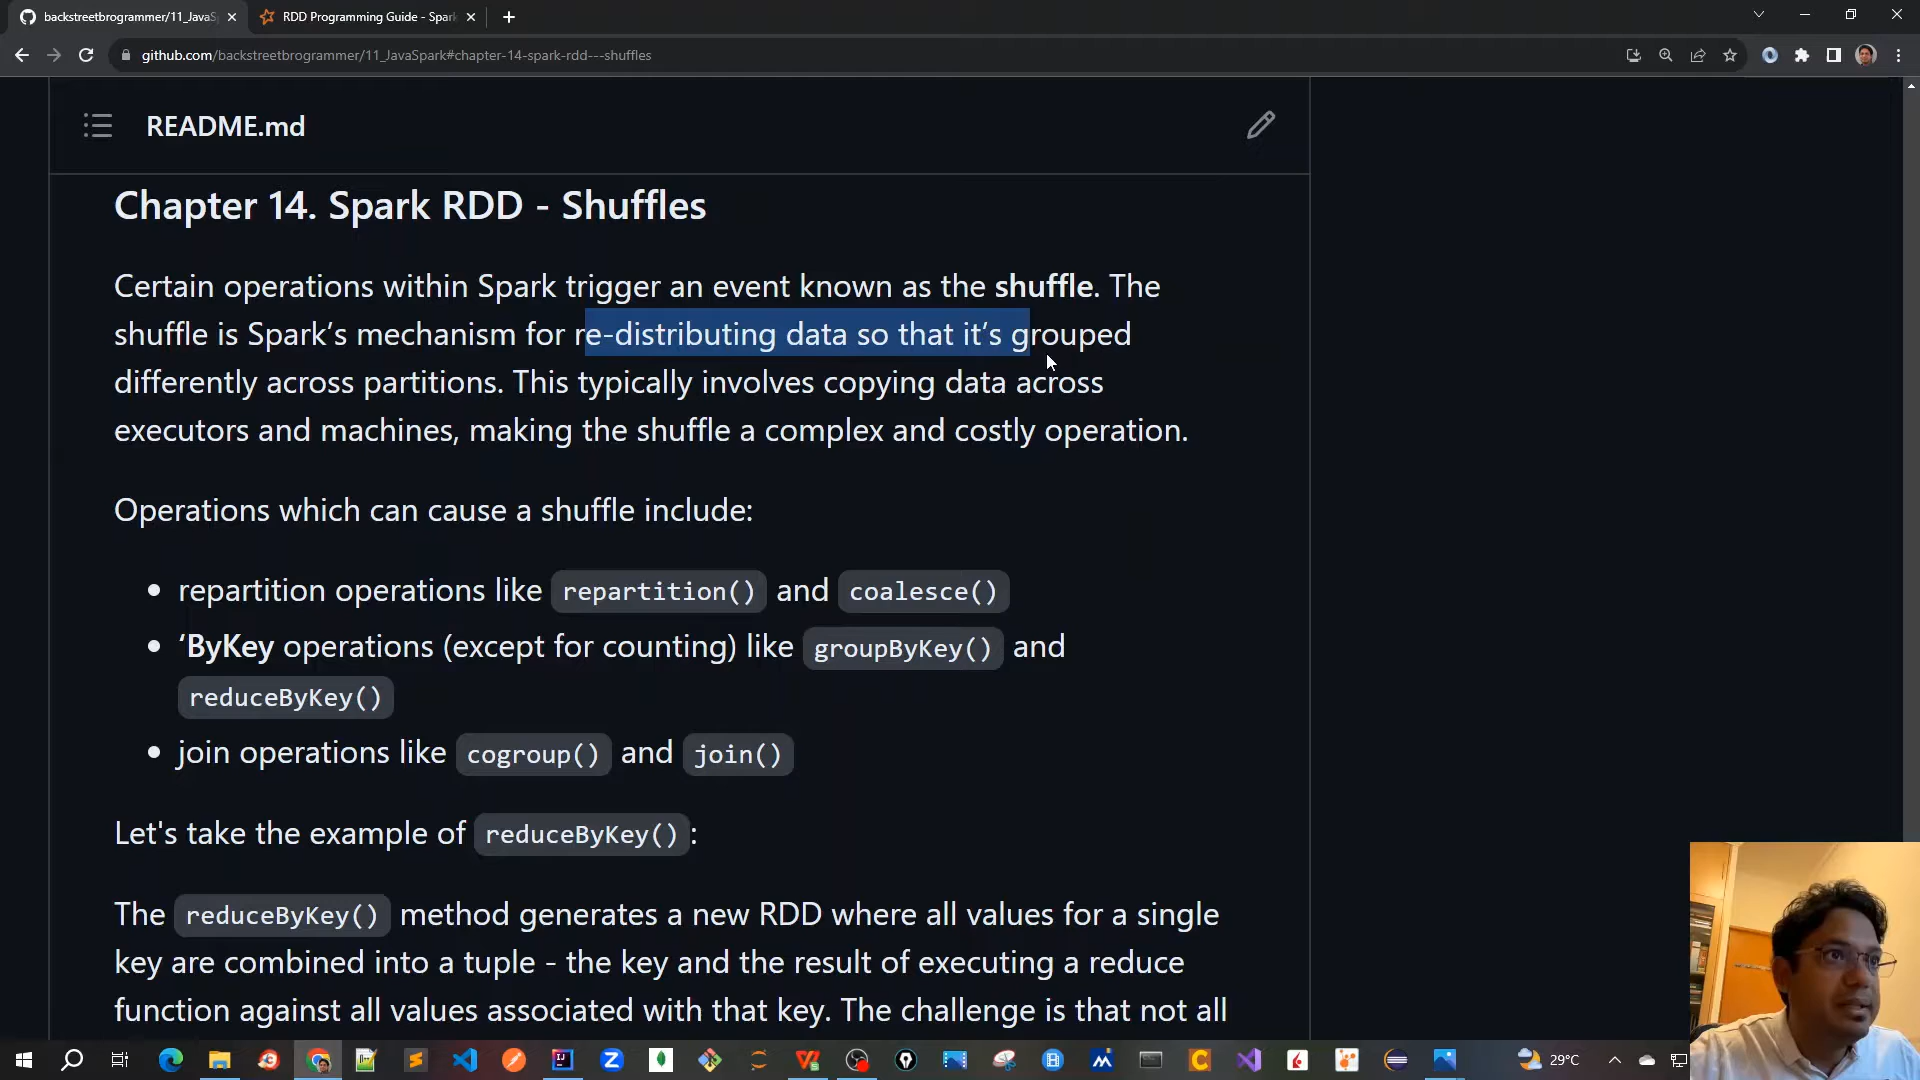 backstreetbrogrammer/11_JavaS
RDD Programming Guide - Spark
github.com/backstreetbrogrammer/11_JavaSpark#chapter-14-spark-rdd---shuffles
README.md
Chapter 14. Spark RDD - Shuffles
Certain operations within Spark trigger an event known as the shuffle. The
shuffle is Spark’s mechanism for re-distributing data so that it’s grouped
differently across partitions. This typically involves copying data across
executors and machines, making the shuffle a complex and costly operation.
Operations which can cause a shuffle include:
• repartition operations like repartition() and coalesce()
• ’ByKey operations (except for counting) like groupByKey() and
reduceByKey()
• join operations like cogroup() and join()
Let's take the example of reduceByKey():
The reduceByKey() method generates a new RDD where all values for a single
key are combined into a tuple - the key and the result of executing a reduce
function against all values associated with that key. The challenge is that not all
29°C